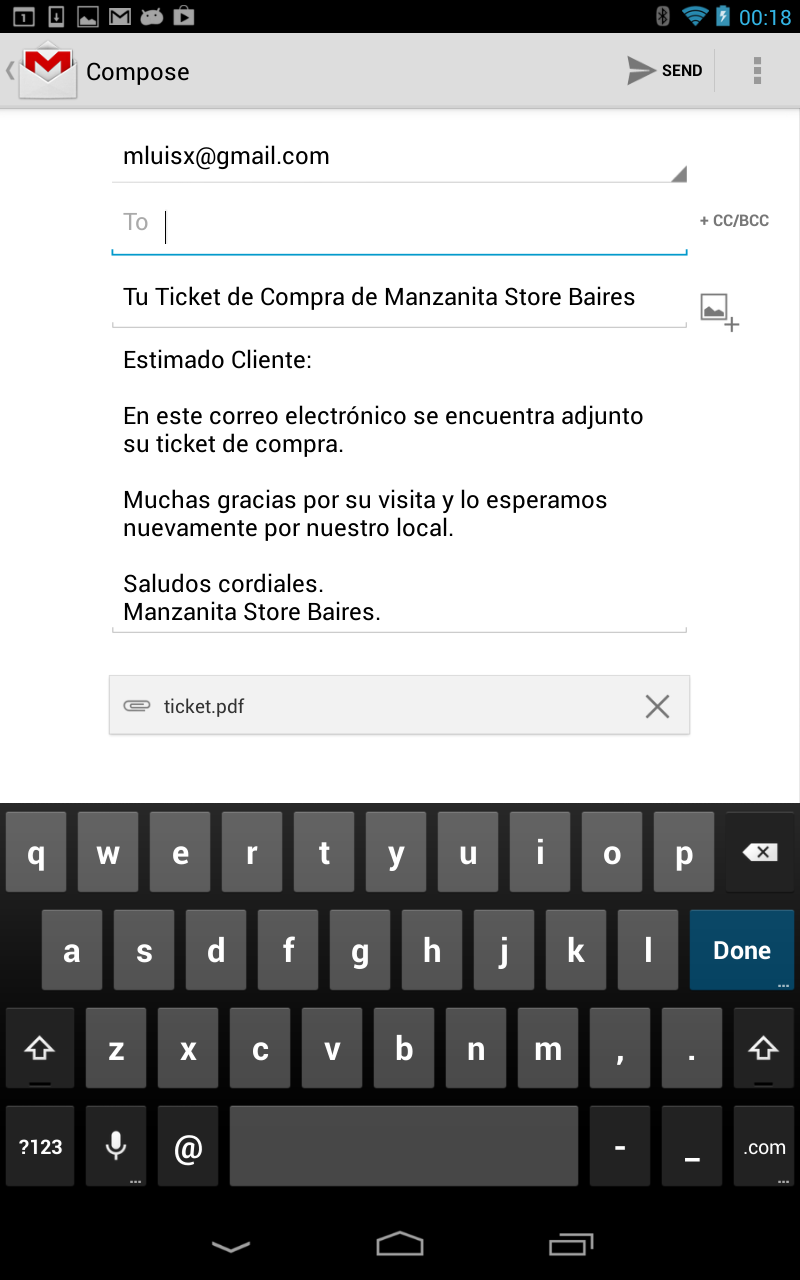 1 00:18
Compose SEND
mluisx@gmail.com
To + CC/BCC
Tu Ticket de Compra de Manzanita Store Baires
Estimado Cliente:
En este correo electrónico se encuentra adjunto
su ticket de compra.
Muchas gracias por su visita y lo esperamos
nuevamente por nuestro local.
Saludos cordiales.
Manzanita Store Baires.
ticket.pdf
q w e r t y u i o p
a s d f g h j k l Done
...
z x c v b n m , .
?123 @ - _ .com
... ...